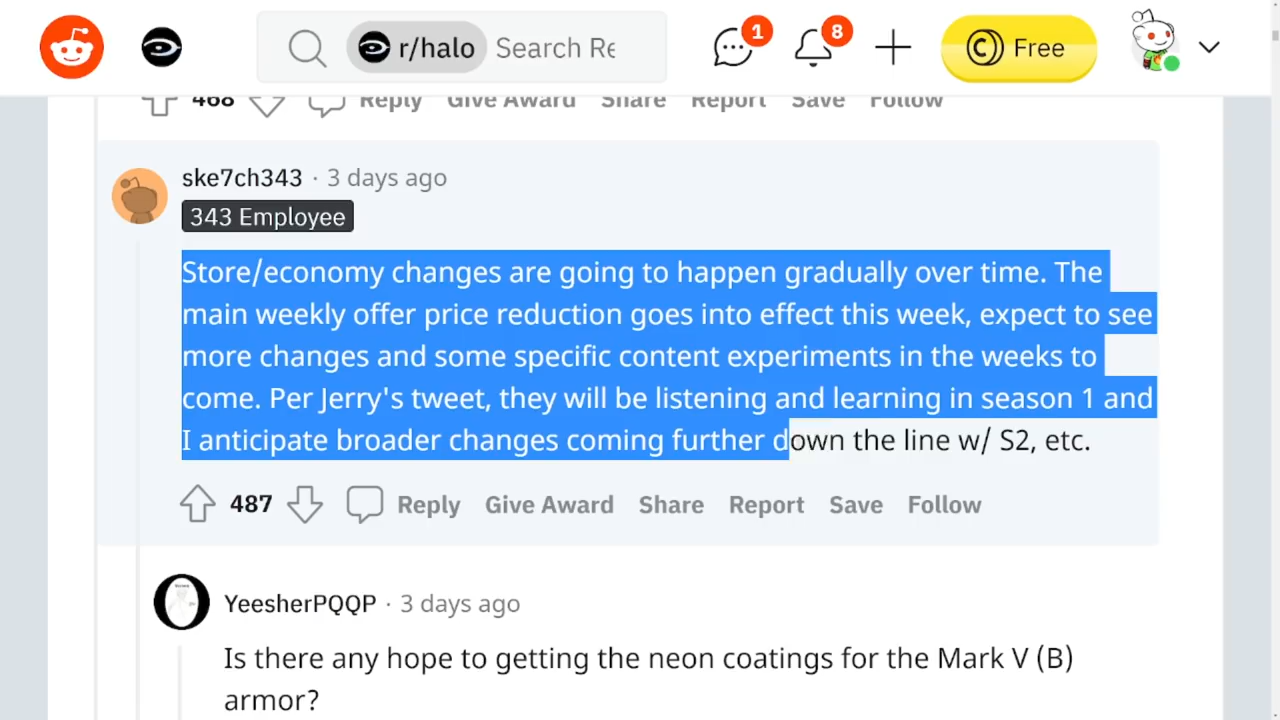 1
8
r/halo Search Re
Free
468 Reply Give Award Share Report Save Follow
ske7ch343 · 3 days ago
343 Employee
Store/economy changes are going to happen gradually over time. The
main weekly offer price reduction goes into effect this week, expect to see
more changes and some specific content experiments in the weeks to
come. Per Jerry's tweet, they will be listening and learning in season 1 and
I anticipate broader changes coming further down the line w/ S2, etc.
487 Reply Give Award Share Report Save Follow
YeesherPQQP · 3 days ago
Is there any hope to getting the neon coatings for the Mark V (B)
armor?